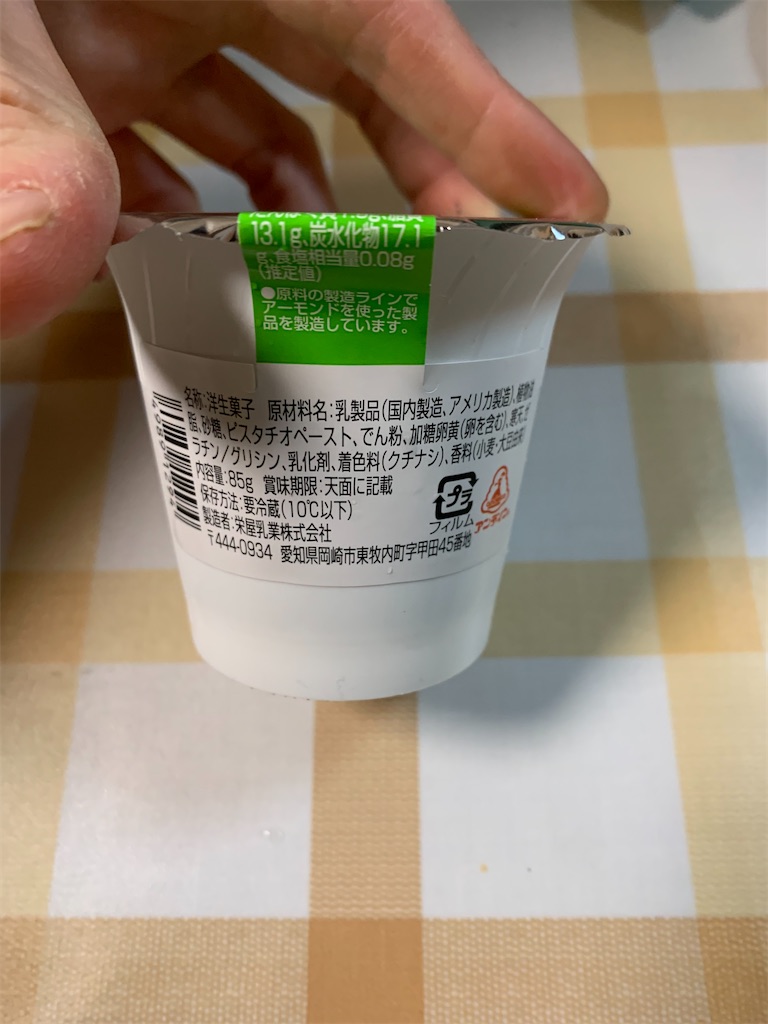 13.1g、炭水化物17.1
g、食塩相当量0.08g
(推定値)
●原料の製造ラインで
アーモンドを使った製
品を製造しています。
名称:洋生菓子 原材料名:乳製品(国内製造、アメリカ製造)、植物油
脂、砂糖、ピスタチオペースト、でん粉、加糖卵黄(卵を含む)、寒天、ゼ
ラチン/グリシン、乳化剤、着色料(クチナシ)、香料(小麦・大豆由来)
内容量:85g 賞味期限:天面に記載
保存方法:要冷蔵(10℃以下)
製造者:栄屋乳業株式会社
〒444-0934 愛知県岡崎市東牧内町字甲田45番地
プラ
フィルム